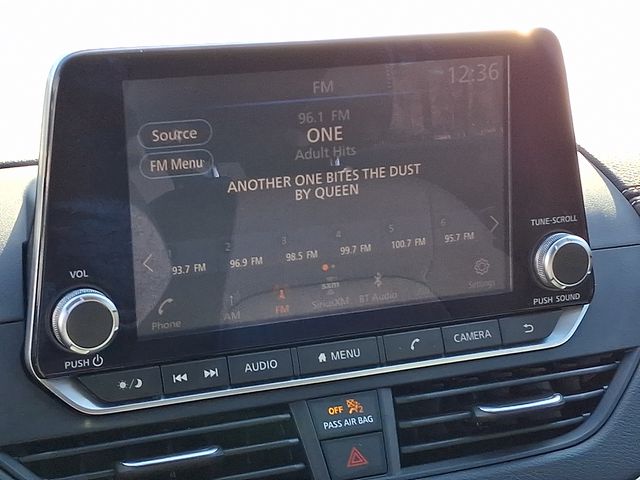 FM
12:36
Source
96.1 FM
ONE
Adult Hits
FM Menu
ANOTHER ONE BITES THE DUST
BY QUEEN
1 2 3 4 5 6
93.7 FM 96.9 FM 98.5 FM 99.7 FM 100.7 FM 95.7 FM
Phone AM FM sxm SiriusXM BT Audio Settings
VOL
PUSH
TUNE-SCROLL
PUSH SOUND
AUDIO MENU CAMERA
OFF 2
PASS AIR BAG